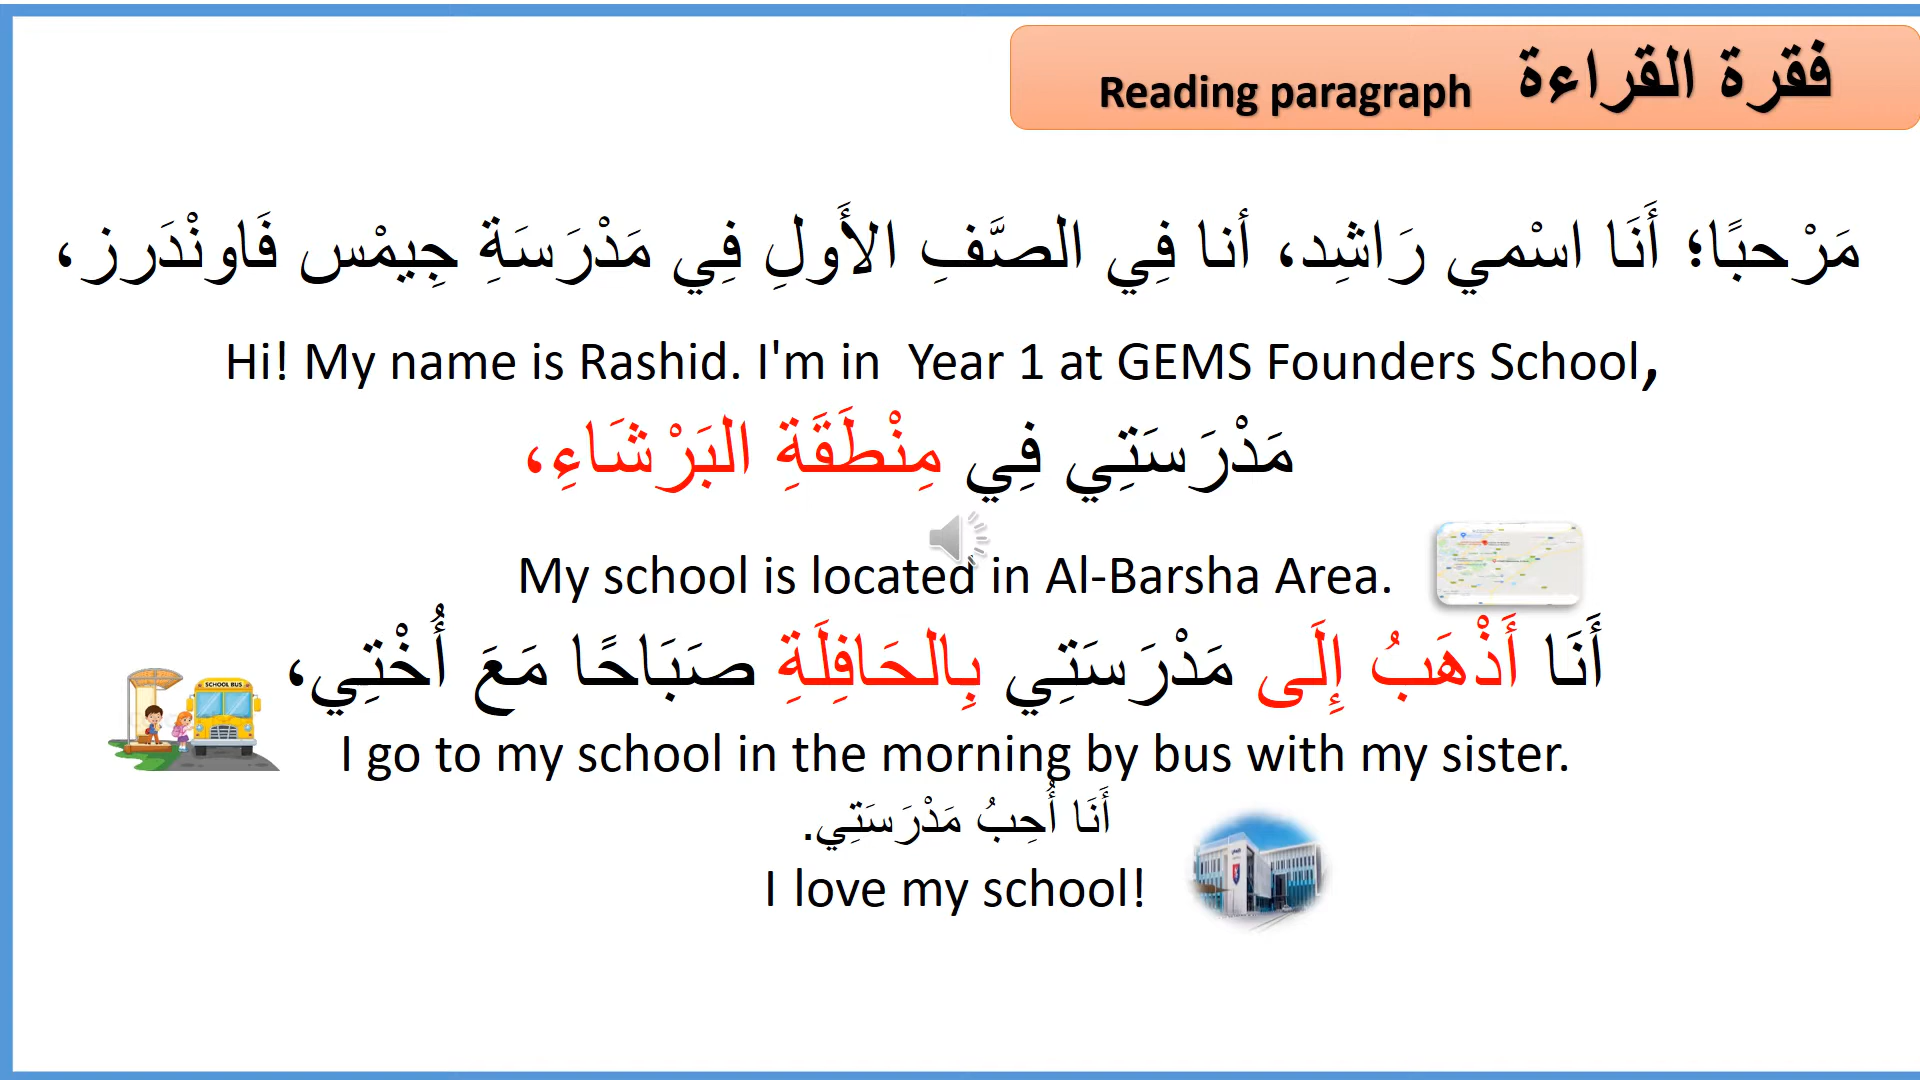 فقرة القراءة Reading paragraph
مَرْحبًا؛ أَنَا اسْمي رَاشِد، أنا فِي الصَّفِ الأَولِ فِي مَدْرَسَةِ جِيمْس فَاونْدَرز،
Hi! My name is Rashid. I'm in Year 1 at GEMS Founders School,
مَدْرَسَتِي فِي مِنْطَقَةِ البَرْشَاءِ،
My school is located in Al-Barsha Area.
أَنَا أَذْهَبُ إِلَى مَدْرَسَتِي بِالحَافِلَةِ صَبَاحًا مَعَ أُخْتِي،
SCHOOL BUS
I go to my school in the morning by bus with my sister.
أَنَا أُحِبُ مَدْرَسَتِي.
I love my school!